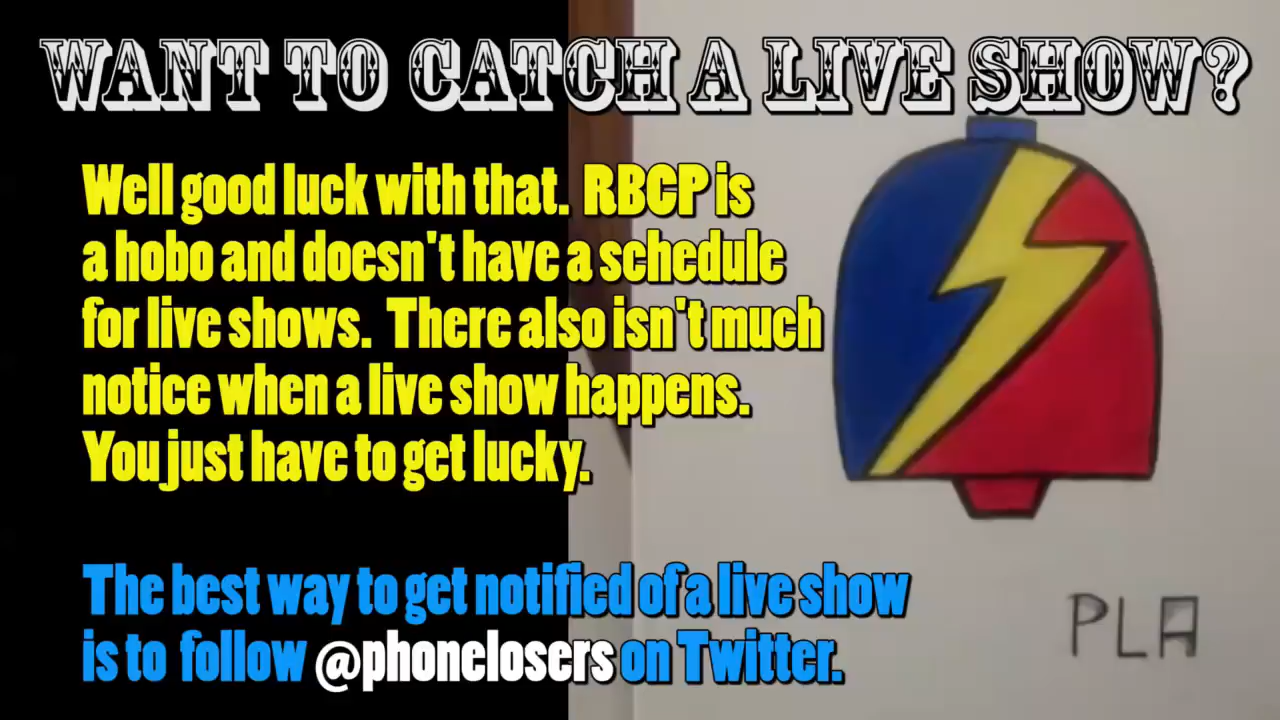 WANT TO CATCH A LIVE SHOW?
Well good luck with that. RBCP is
a hobo and doesn't have a schedule
for live shows. There also isn't much
notice when a live show happens.
You just have to get lucky.
The best way to get notified of a live show
is to follow @phonelosers on Twitter.
PLA